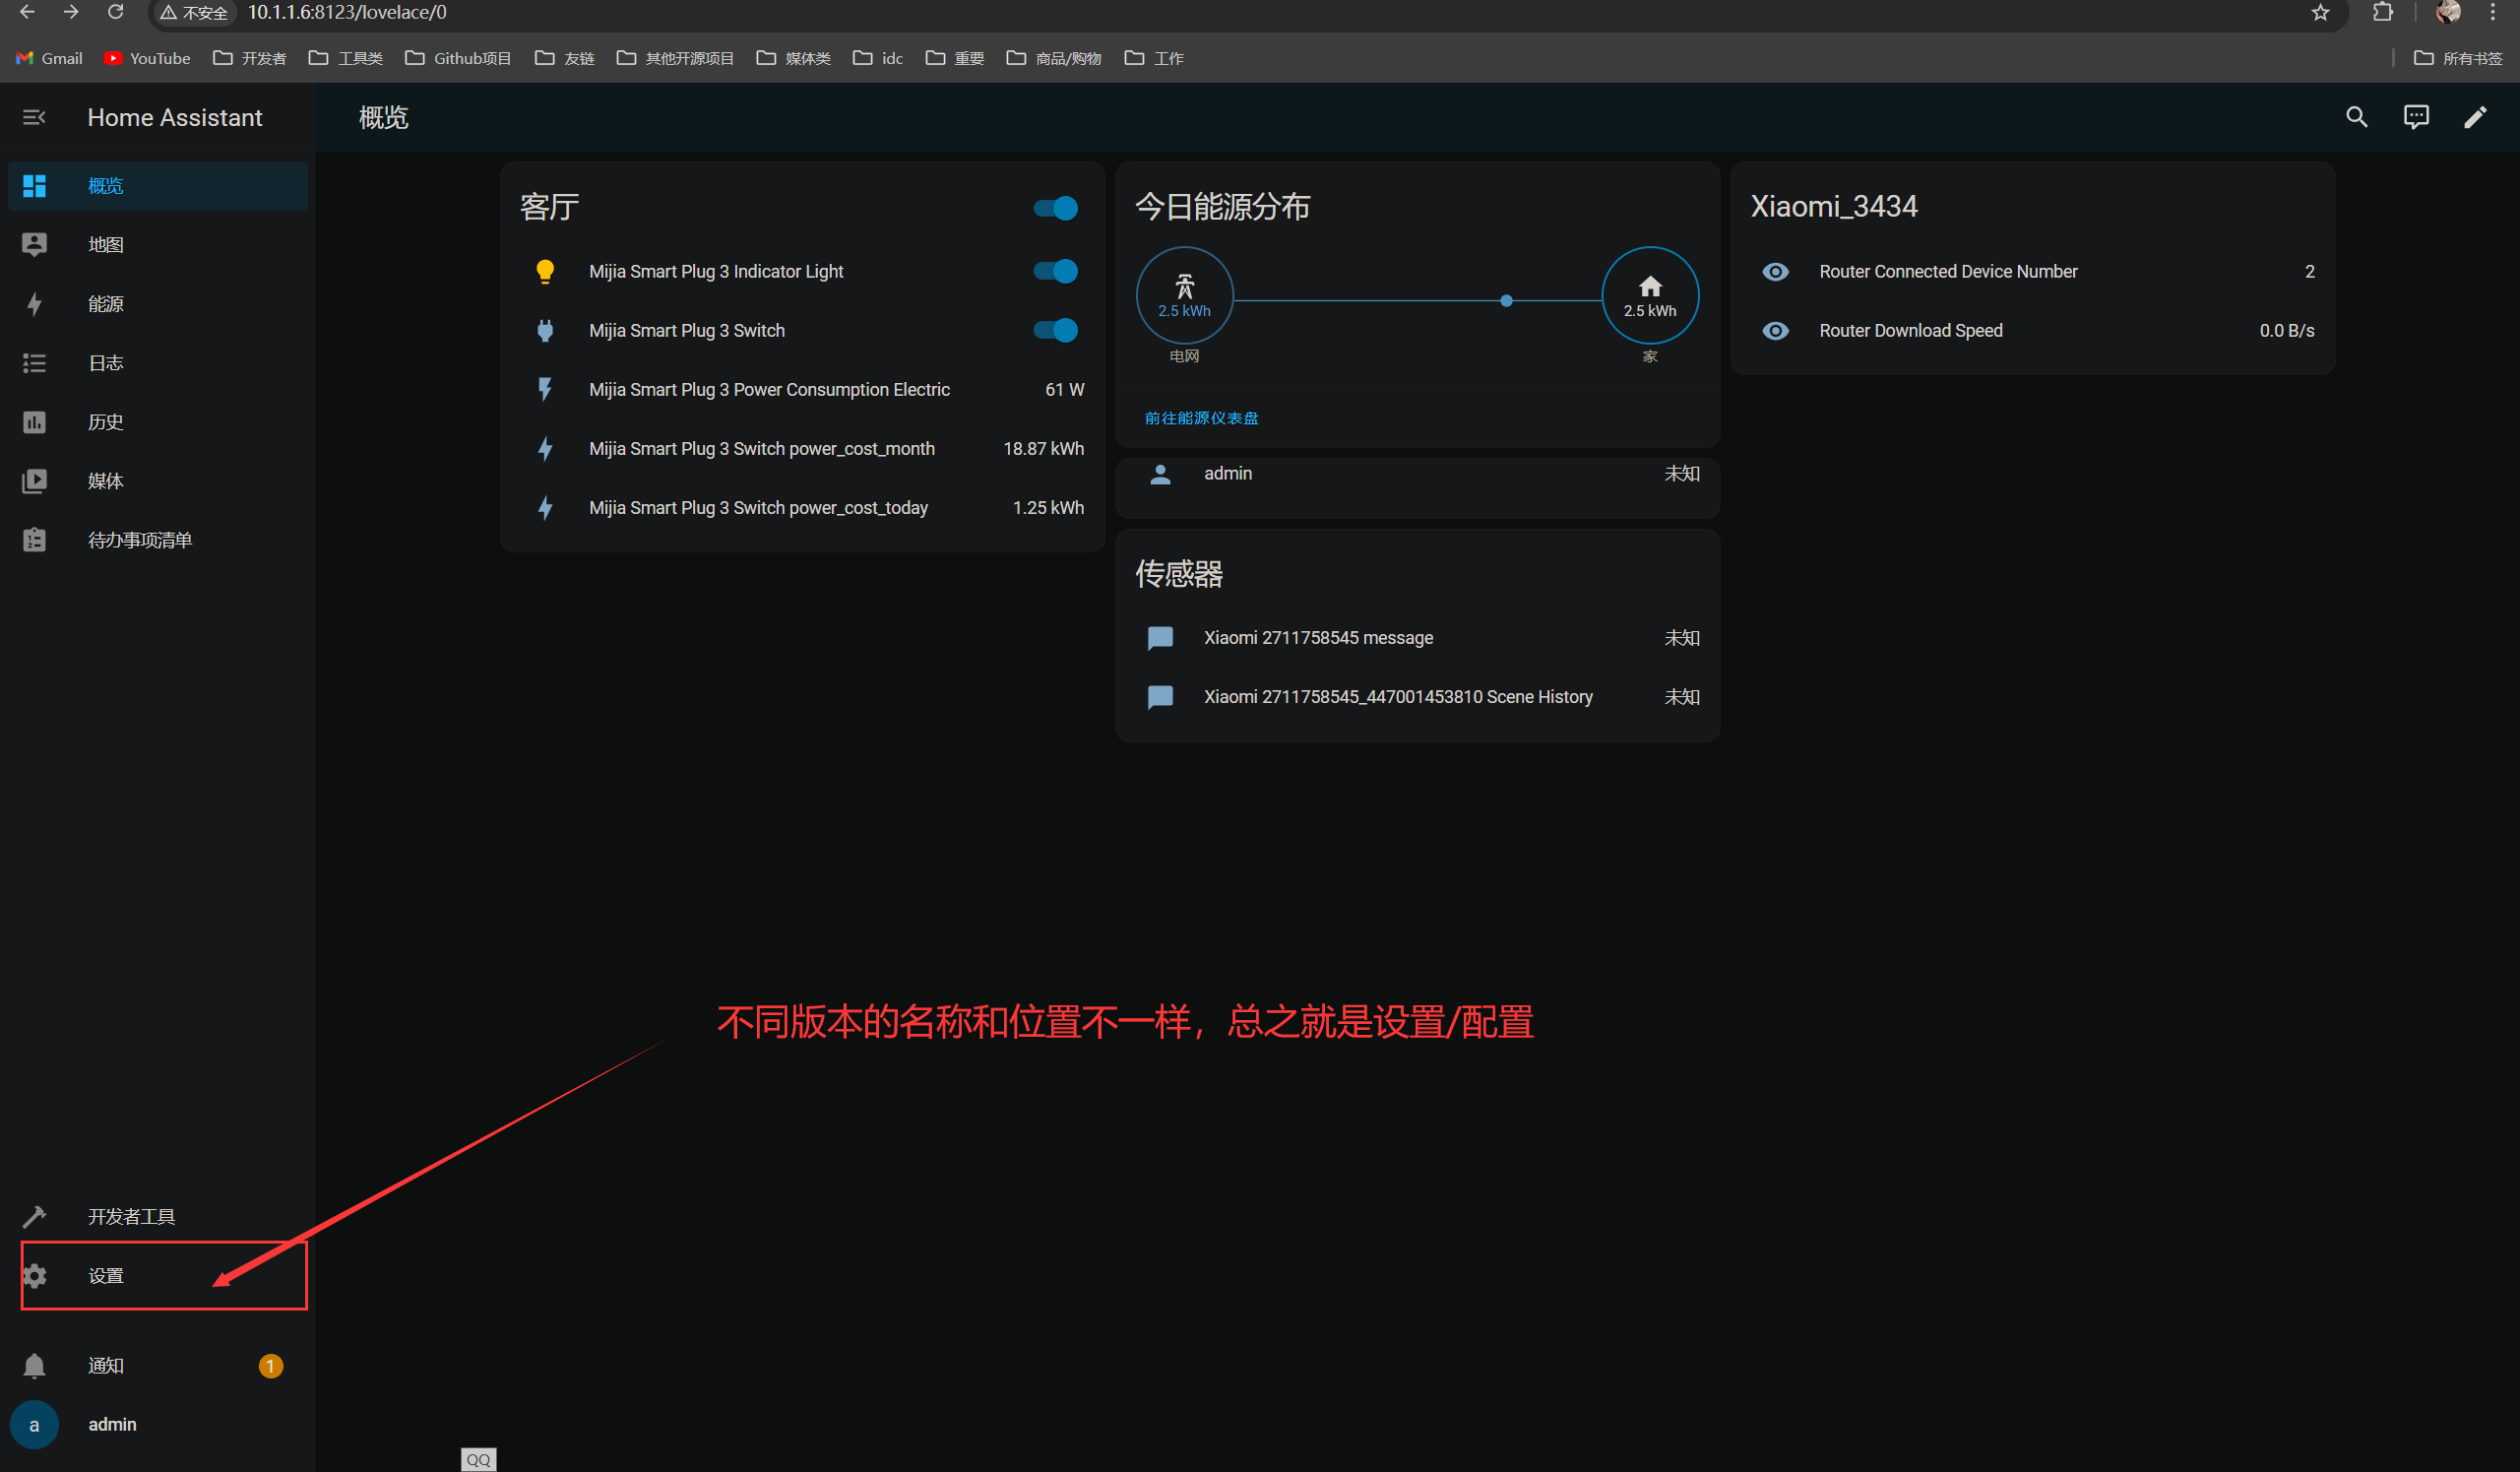 不安全 10.1.1.6:8123/lovelace/0
Gmail YouTube 开发者 工具类 Github项目 友链 其他开源项目 媒体类 idc 重要 商品/购物 工作 所有书签
Home Assistant
概览
地图
能源
日志
历史
媒体
待办事项清单
开发者工具
设置
通知 1
a admin
概览
客厅
Mijia Smart Plug 3 Indicator Light
Mijia Smart Plug 3 Switch
Mijia Smart Plug 3 Power Consumption Electric 61 W
Mijia Smart Plug 3 Switch power_cost_month 18.87 kWh
Mijia Smart Plug 3 Switch power_cost_today 1.25 kWh
今日能源分布
2.5 kWh 2.5 kWh
电网 家
前往能源仪表盘
admin 未知
传感器
Xiaomi 2711758545 message 未知
Xiaomi 2711758545_447001453810 Scene History 未知
Xiaomi_3434
Router Connected Device Number 2
Router Download Speed 0.0 B/s
不同版本的名称和位置不一样，总之就是设置/配置
QQ